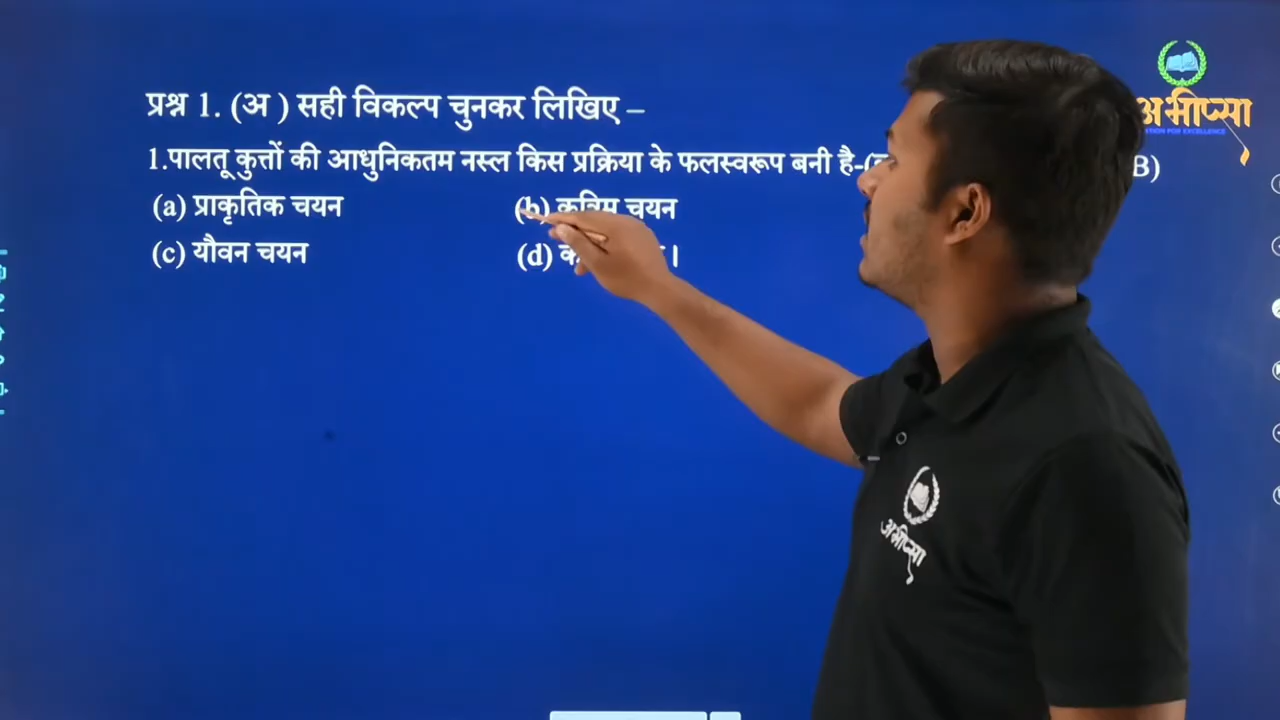 प्रश्न 1. (अ ) सही विकल्प चुनकर लिखिए –
1.पालतू कुत्तों की आधुनिकतम नस्ल किस प्रक्रिया के फलस्वरूप बनी है-( B)
(a) प्राकृतिक चयन (b) कृत्रिम चयन
(c) यौवन चयन (d)
अभीप्सा
अभीप्सा